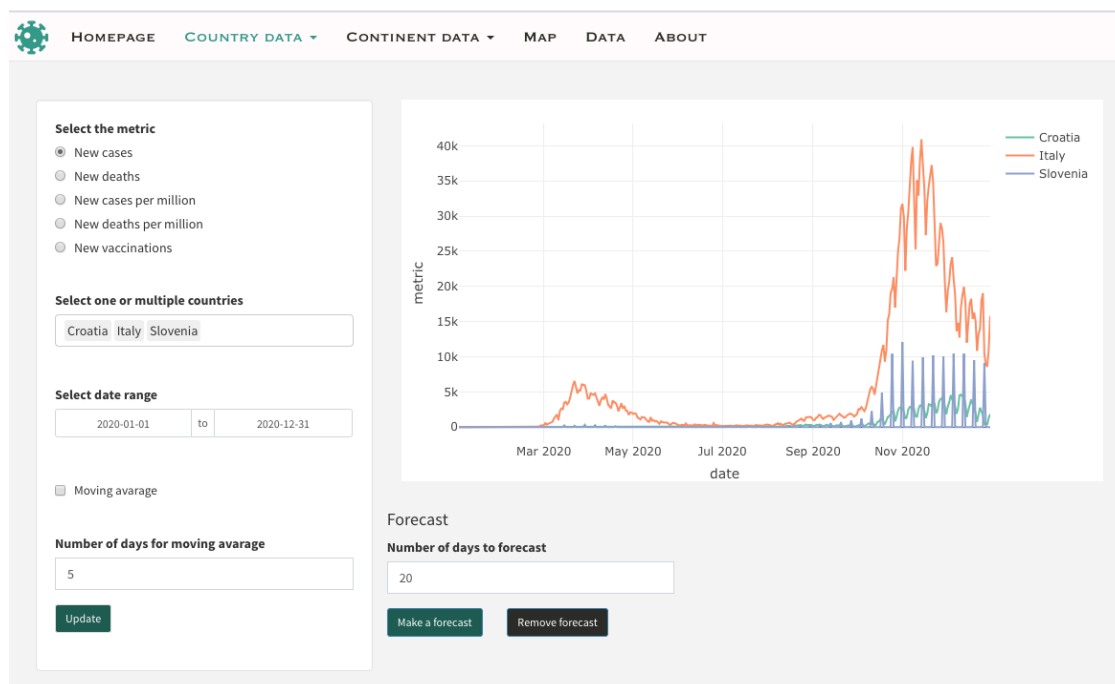 HOMEPAGE COUNTRY DATA CONTINENT DATA MAP DATA ABOUT
Select the metric
New cases
New deaths
New cases per million
New deaths per million
New vaccinations
Select one or multiple countries
Croatia Italy Slovenia
Select date range
2020-01-01 to 2020-12-31
Moving avarage
Number of days for moving avarage
5
Update
40k
35k
30k
25k
20k
15k
10k
5k
0
metric
Mar 2020 May 2020 Jul 2020 Sep 2020 Nov 2020
date
Croatia
Italy
Slovenia
Forecast
Number of days to forecast
20
Make a forecast Remove forecast